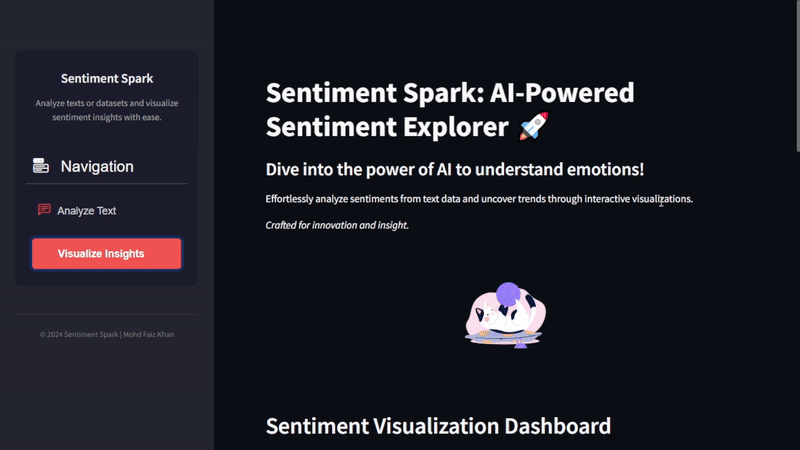 Sentiment Spark
Analyze texts or datasets and visualize
sentiment insights with ease.
Navigation
Analyze Text
Visualize Insights
© 2024 Sentiment Spark | Mohd Faiz Khan
Sentiment Spark: AI-Powered
Sentiment Explorer 🚀
Dive into the power of AI to understand emotions!
Effortlessly analyze sentiments from text data and uncover trends through interactive visualizations.
Crafted for innovation and insight.
Sentiment Visualization Dashboard